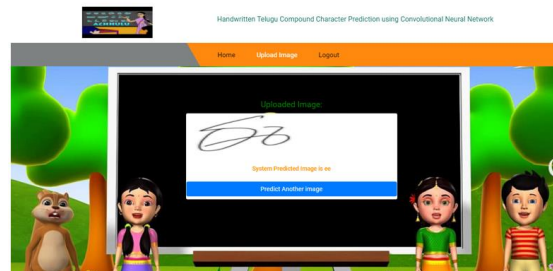 Handwritten Telugu Compound Character Prediction using Convolutional Neural Network
Home Upload Image Logout
Uploaded Image:
System Predicted Image is ee
Predict Another image